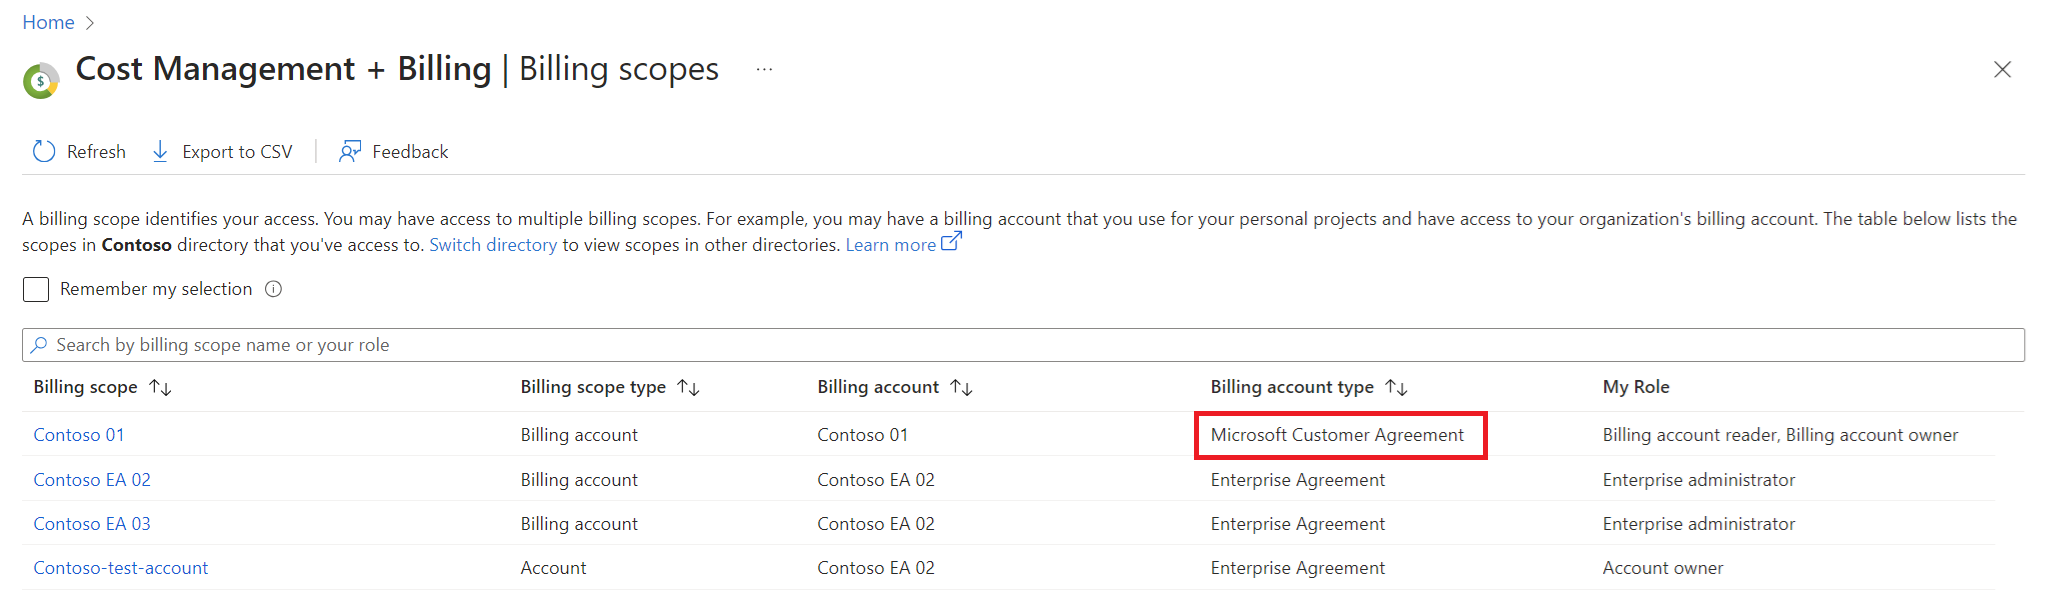 Home
Cost Management + Billing | Billing scopes ...
Refresh Export to CSV Feedback
A billing scope identifies your access. You may have access to multiple billing scopes. For example, you may have a billing account that you use for your personal projects and have access to your organization's billing account. The table below lists the
scopes in Contoso directory that you've access to. Switch directory to view scopes in other directories. Learn more
Remember my selection
Search by billing scope name or your role
Billing scope Billing scope type Billing account Billing account type My Role
Contoso 01 Billing account Contoso 01 Microsoft Customer Agreement Billing account reader, Billing account owner
Contoso EA 02 Billing account Contoso EA 02 Enterprise Agreement Enterprise administrator
Contoso EA 03 Billing account Contoso EA 02 Enterprise Agreement Enterprise administrator
Contoso-test-account Account Contoso EA 02 Enterprise Agreement Account owner